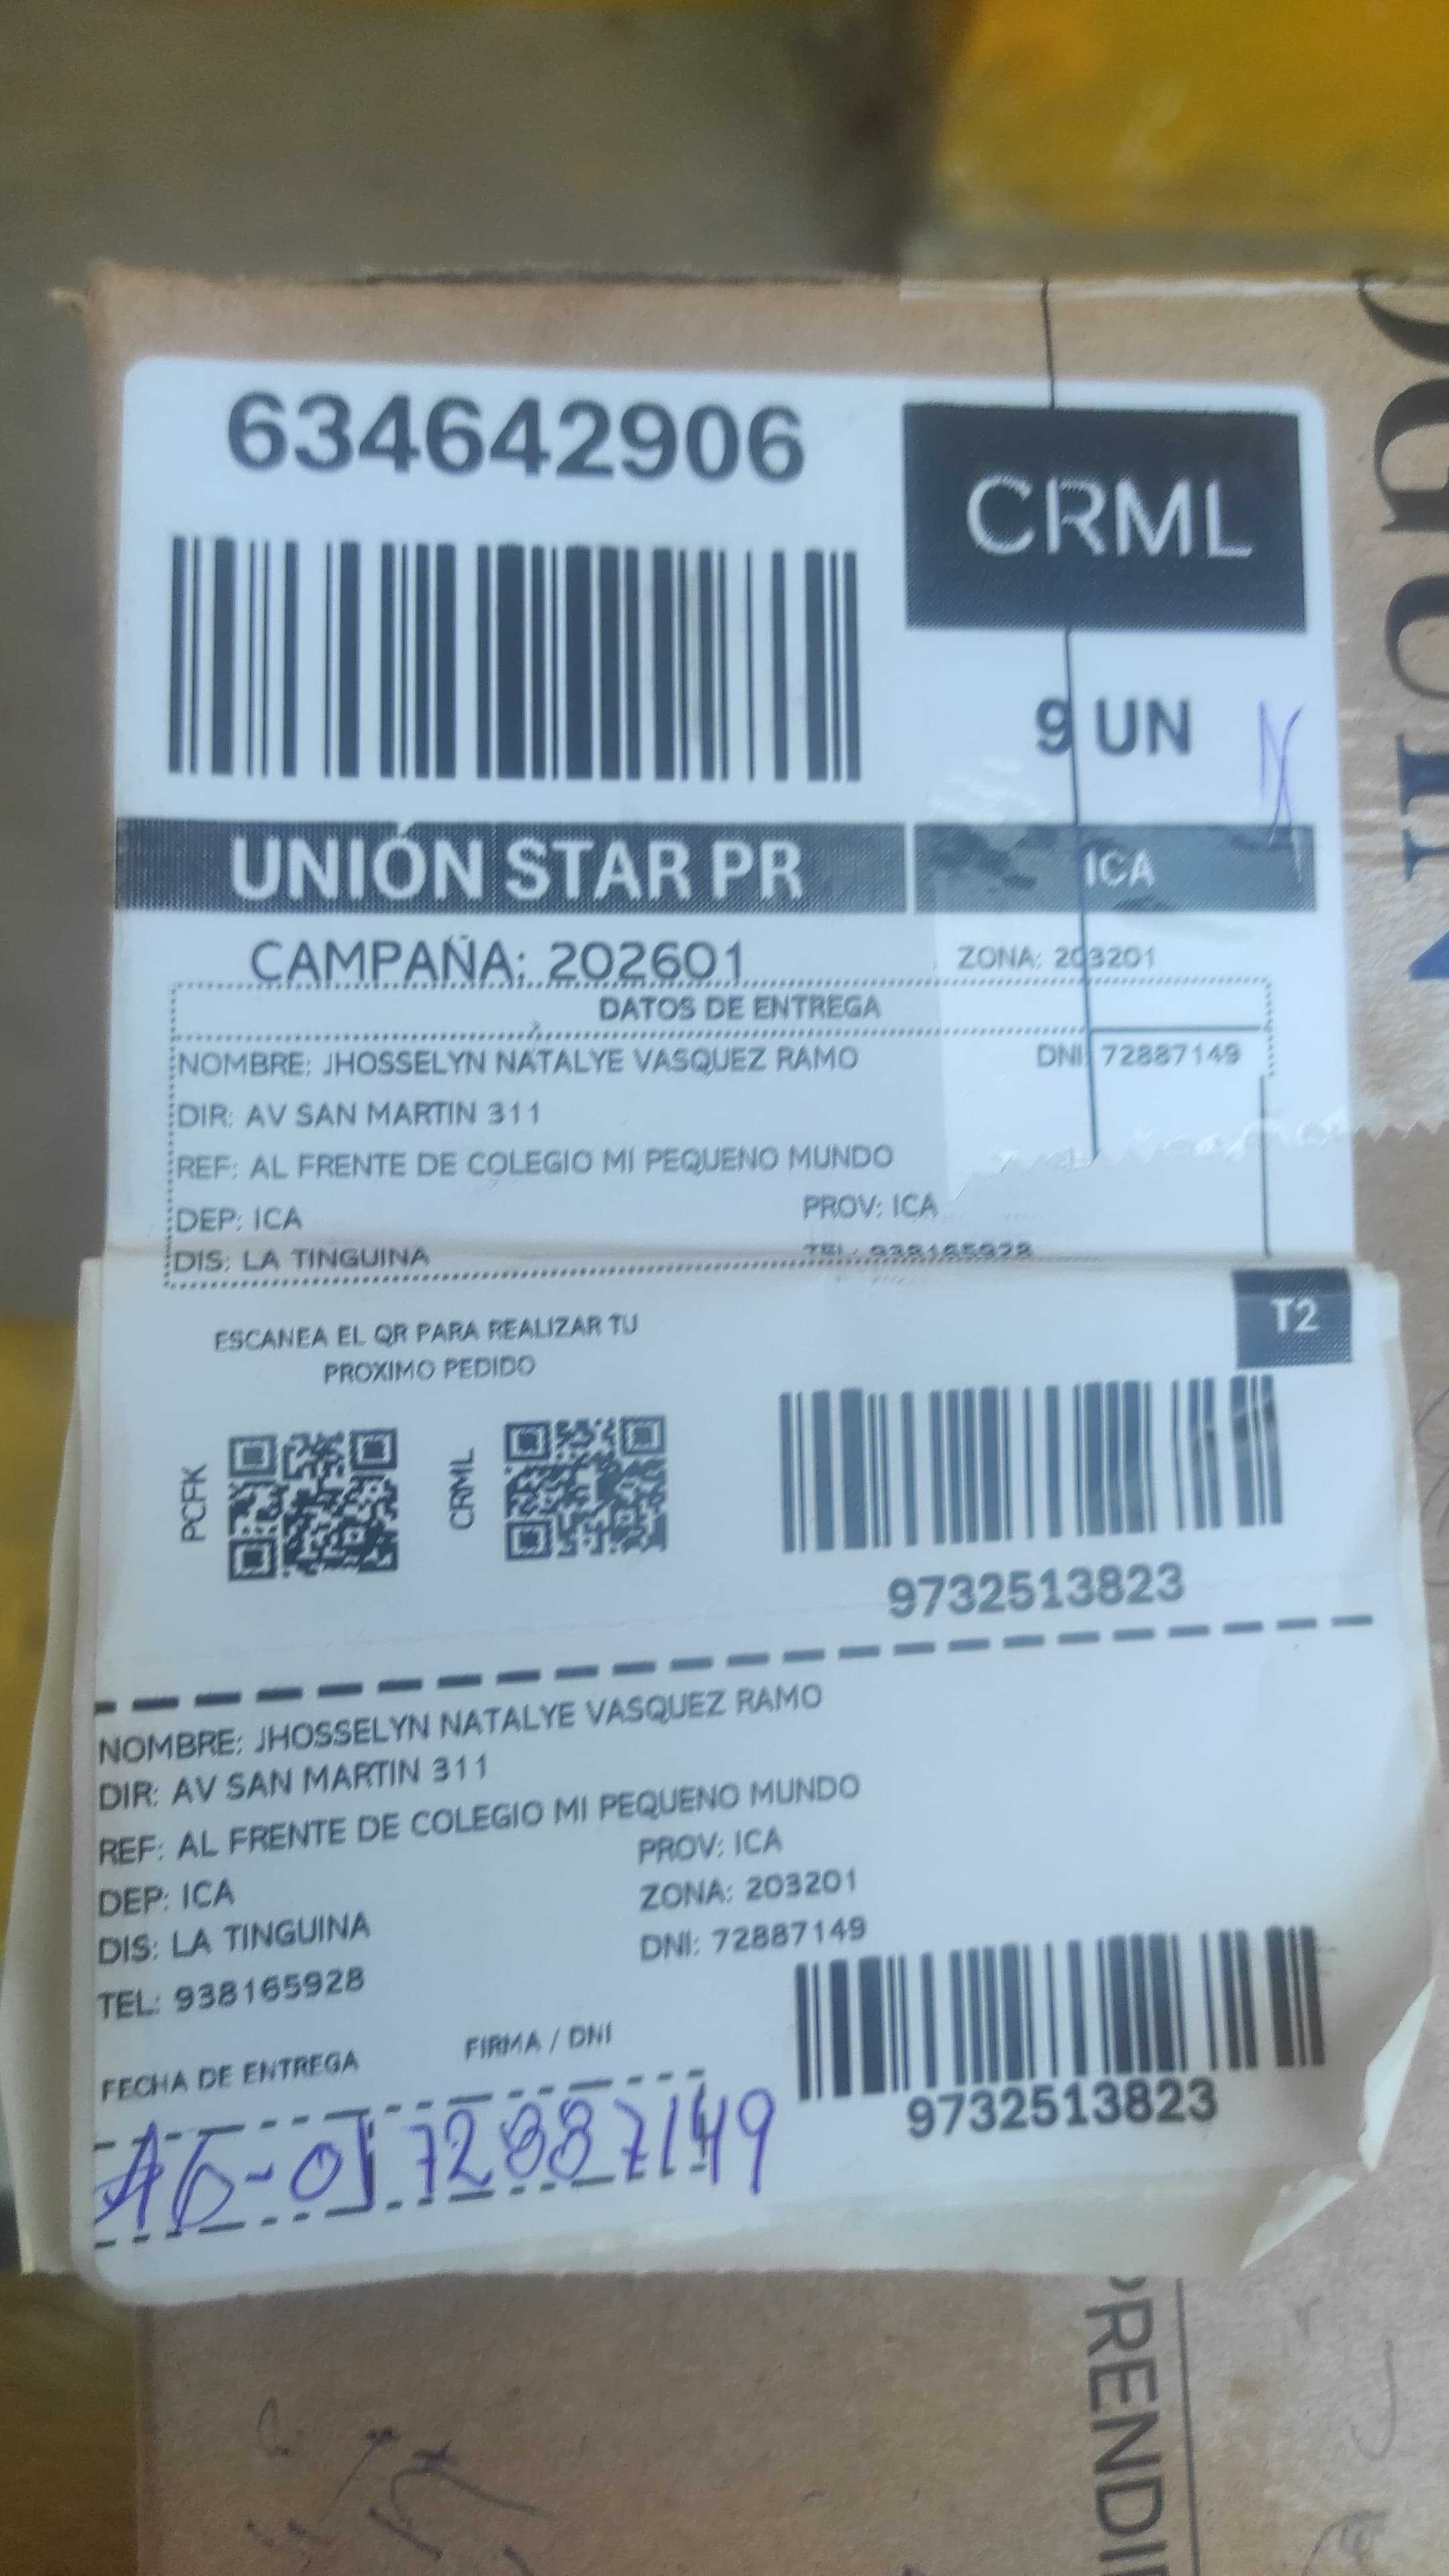 634642906
CRML
9 UN
UNIÓN STAR PR
ICA
CAMPAÑA: 202601
ZONA: 203201
DATOS DE ENTREGA
NOMBRE: JHOSSELYN NATALYE VASQUEZ RAMO
DNI: 72887149
DIR: AV SAN MARTIN 311
REF: AL FRENTE DE COLEGIO MI PEQUENO MUNDO
DEP: ICA
PROV: ICA
DIS: LA TINGUINA
TEL: 938165928
T2
ESCANEA EL QR PARA REALIZAR TU
PROXIMO PEDIDO
PCFK
CRML
9732513823
NOMBRE: JHOSSELYN NATALYE VASQUEZ RAMO
DIR: AV SAN MARTIN 311
REF: AL FRENTE DE COLEGIO MI PEQUENO MUNDO
DEP: ICA
PROV: ICA
DIS: LA TINGUINA
ZONA: 203201
TEL: 938165928
DNI: 72887149
FECHA DE ENTREGA
FIRMA / DNI
9732513823
72887149